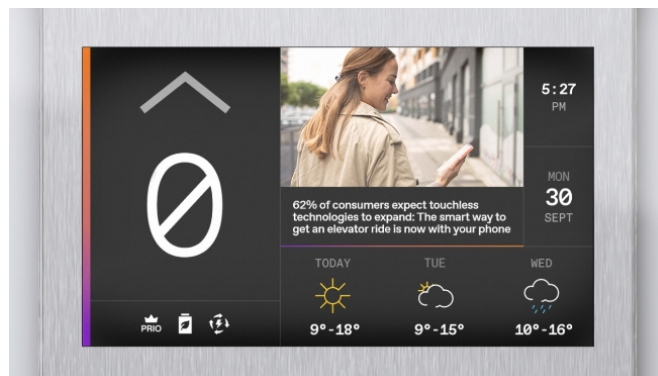 0
PRIO
62% of consumers expect touchless
technologies to expand: The smart way to
get an elevator ride is now with your phone
5:27
PM
MON
30
SEPT
TODAY
TUE
WED
9°-18°
9°-15°
10°-16°